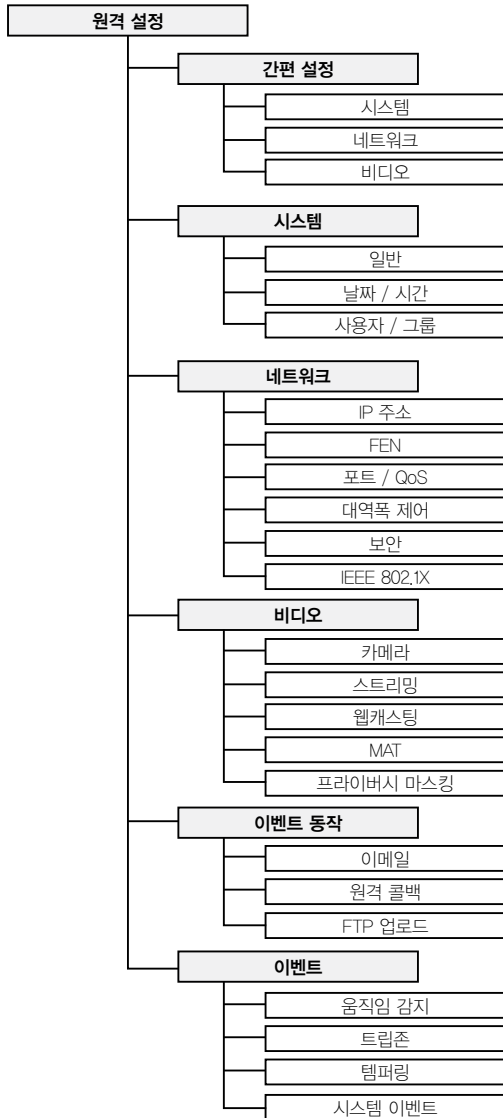 원격 설정
간편 설정
시스템
네트워크
비디오
시스템
일반
날짜 / 시간
사용자 / 그룹
네트워크
IP 주소
FEN
포트 / QoS
대역폭 제어
보안
IEEE 802.1X
비디오
카메라
스트리밍
웹캐스팅
MAT
프라이버시 마스킹
이벤트 동작
이메일
원격 콜백
FTP 업로드
이벤트
움직임 감지
트립존
템퍼링
시스템 이벤트